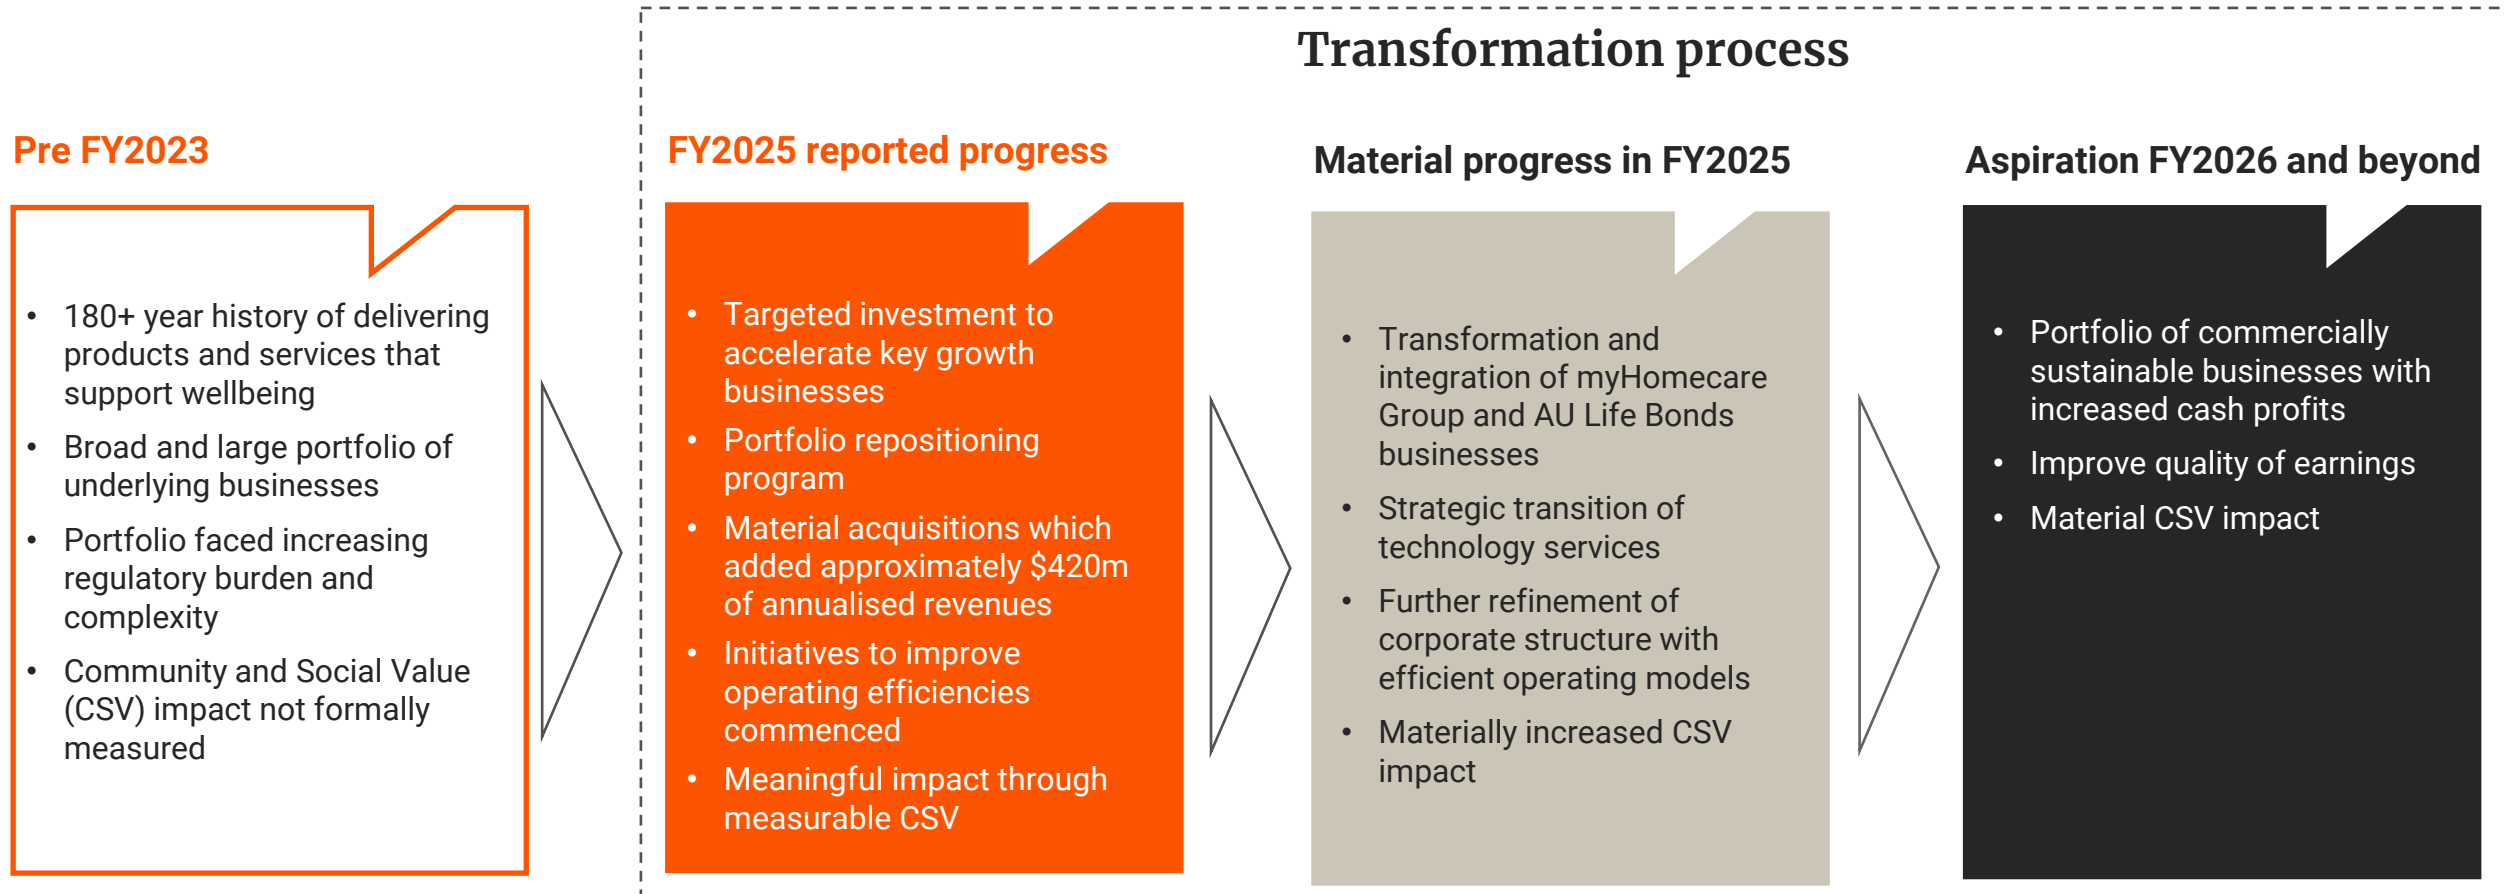 Transformation process
Pre FY2023
• 180+ year history of delivering
products and services that
support wellbeing
• Broad and large portfolio of
underlying businesses
• Portfolio faced increasing
regulatory burden and
complexity
• Community and Social Value
(CSV) impact not formally
measured
FY2025 reported progress
• Targeted investment to
accelerate key growth
businesses
• Portfolio repositioning
program
• Material acquisitions which
added approximately $420m
of annualised revenues
• Initiatives to improve
operating efficiencies
commenced
• Meaningful impact through
measurable CSV
Material progress in FY2025
• Transformation and
integration of myHomecare
Group and AU Life Bonds
businesses
• Strategic transition of
technology services
• Further refinement of
corporate structure with
efficient operating models
• Materially increased CSV
impact
Aspiration FY2026 and beyond
• Portfolio of commercially
sustainable businesses with
increased cash profits
• Improve quality of earnings
• Material CSV impact